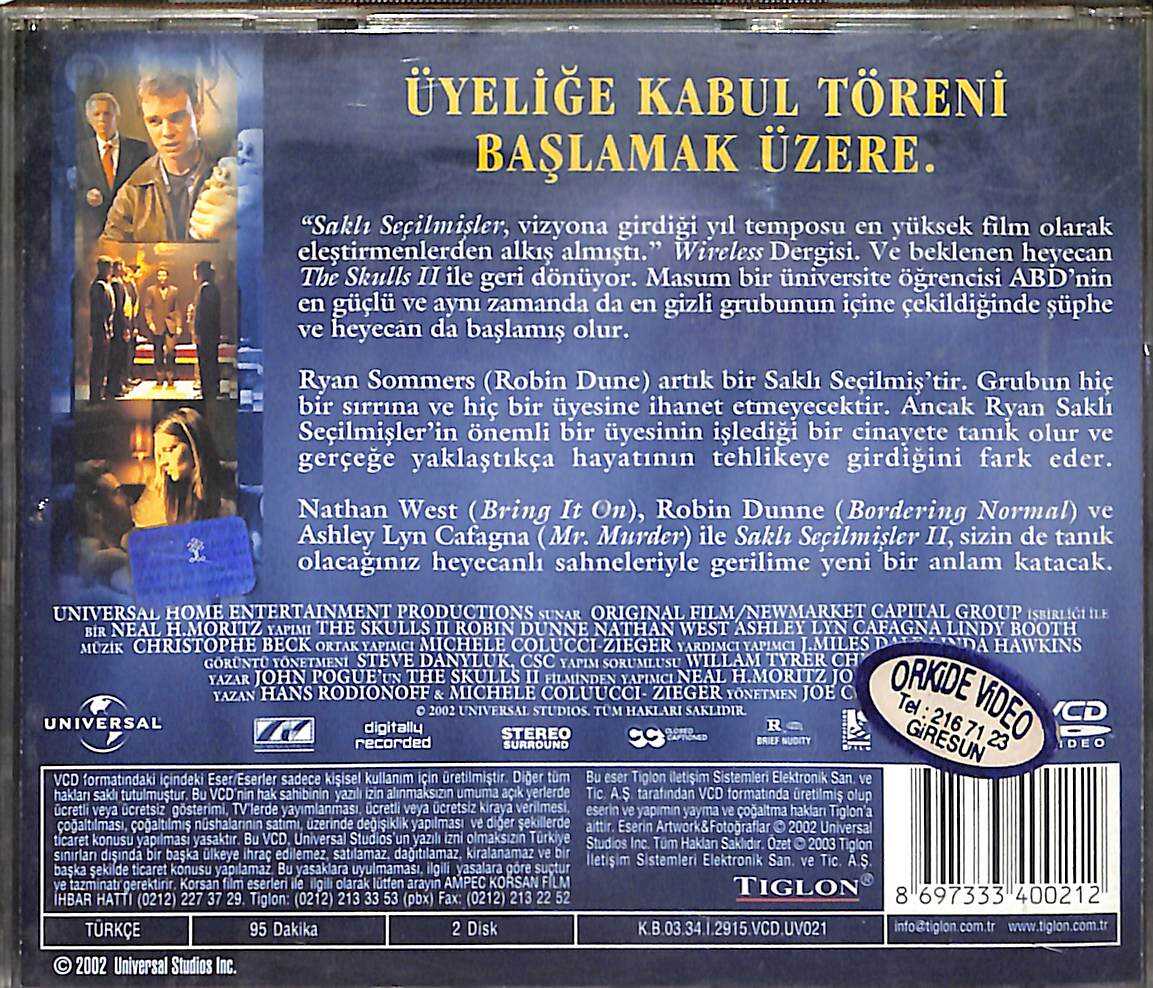 ÜYELİĞE KABUL TÖRENİ
BAŞLAMAK ÜZERE.
“Saklı Seçilmişler, vizyona girdiği yıl temposu en yüksek film olarak
eleştirmenlerden alkış almıştı.” Wireless Dergisi. Ve beklenen heyecan
The Skulls II ile geri dönüyor. Masum bir üniversite öğrencisi ABD’nin
en güçlü ve aynı zamanda da en gizli grubunun içine çekildiğinde şüphe
ve heyecan da başlamış olur.
Ryan Sommers (Robin Dune) artık bir Saklı Seçilmiş’tir. Grubun hiç
bir sırrına ve hiç bir üyesine ihanet etmeyecektir. Ancak Ryan Saklı
Seçilmişler’in önemli bir üyesinin işlediği bir cinayete tanık olur ve
gerçeğe yaklaştıkça hayatının tehlikeye girdiğini fark eder.
Nathan West (Bring It On), Robin Dunne (Bordering Normal) ve
Ashley Lyn Cafagna (Mr. Murder) ile Saklı Seçilmişler II, sizin de tanık
olacağınız heyecanlı sahneleriyle gerilime yeni bir anlam katacak.
UNIVERSAL HOME ENTERTAINMENT PRODUCTIONS SUNAR. ORIGINAL FILM/NEWMARKET CAPITAL GROUP İŞBİRLİĞİ İLE
BİR NEAL H.MORITZ YAPIMI THE SKULLS II ROBIN DUNNE NATHAN WEST ASHLEY LYN CAFAGNA LINDY BOOTH
MÜZİK CHRISTOPHE BECK ORTAK YAPIMCI MICHELE COLUCCI-ZIEGER YARDIMCI YAPIMCI J.MILES HAWKINS
GÖRÜNTÜ YÖNETMENİ STEVE DANYLUK, CSC YAPIM SORUMLUSU WILLAM TYRER CH
YAZAR JOHN POGUE’UN THE SKULLS II FİLMİNDEN YAPIMCI NEAL H.MORITZ JO
YAZAN HANS RODIONOFF & MICHELE COLUUCCI- ZIEGER YÖNETMEN JOE C
© 2002 UNIVERSAL STUDIOS. TÜM HAKLARI SAKLIDIR.
ORKİDE VİDEO
Tel : 216 71 23
GİRESUN
UNIVERSAL
digitally
recorded
STEREO
SURROUND
CLOSED
CAPTIONED
R
BRIEF NUDITY
VCD
VIDEO
VCD formatındaki içindeki Eser/Eserler sadece kişisel kullanım için üretilmiştir. Diğer tüm
hakları saklı tutulmuştur. Bu VCD'nin hak sahibinin yazılı izin alınmaksızın umuma açık yerlerde
ücretli veya ücretsiz gösterimi, TV'lerde yayımlanması, ücretli veya ücretsiz kiraya verilmesi,
çoğaltılması, çoğaltılmış nüshalarının satımı, üzerinde değişiklik yapılması ve diğer şekillerde
ticaret konusu yapılması yasaktır. Bu VCD, Universal Studios'un yazılı izni olmaksızın Türkiye
sınırları dışında bir başka ülkeye ihraç edilemez, satılamaz, dağıtılamaz, kiralanamaz ve bir
başka şekilde ticaret konusu yapılamaz. Bu yasaklara uyulmaması, ilgili yasalara göre suçtur
ve tazminatı gerektirir. Korsan film eserleri ile ilgili olarak lütfen arayın AMPEC KORSAN FİLM
İHBAR HATTI (0212) 227 37 29. Tiglon: (0212) 213 33 53 (pbx) Fax: (0212) 213 22 52
Bu eser Tiglon İletişim Sistemleri Elektronik San. ve
Tic. A.Ş. tarafından VCD formatında üretilmiş olup
eserin ve yapımın yayma ve çoğaltma hakları Tiglon'a
aittir. Eserin Artwork&Fotoğraflar © 2002 Universal
Studios Inc. Tüm Hakları Saklıdır. Özet © 2003 Tiglon
İletişim Sistemleri Elektronik San. ve Tic. A.Ş.
TIGLON®
8 697333 400212
TÜRKÇE
95 Dakika
2 Disk
K.B.03.34.I.2915.VCD.UV021
info@tiglon.com www.tiglon.com.tr
© 2002 Universal Studios Inc.